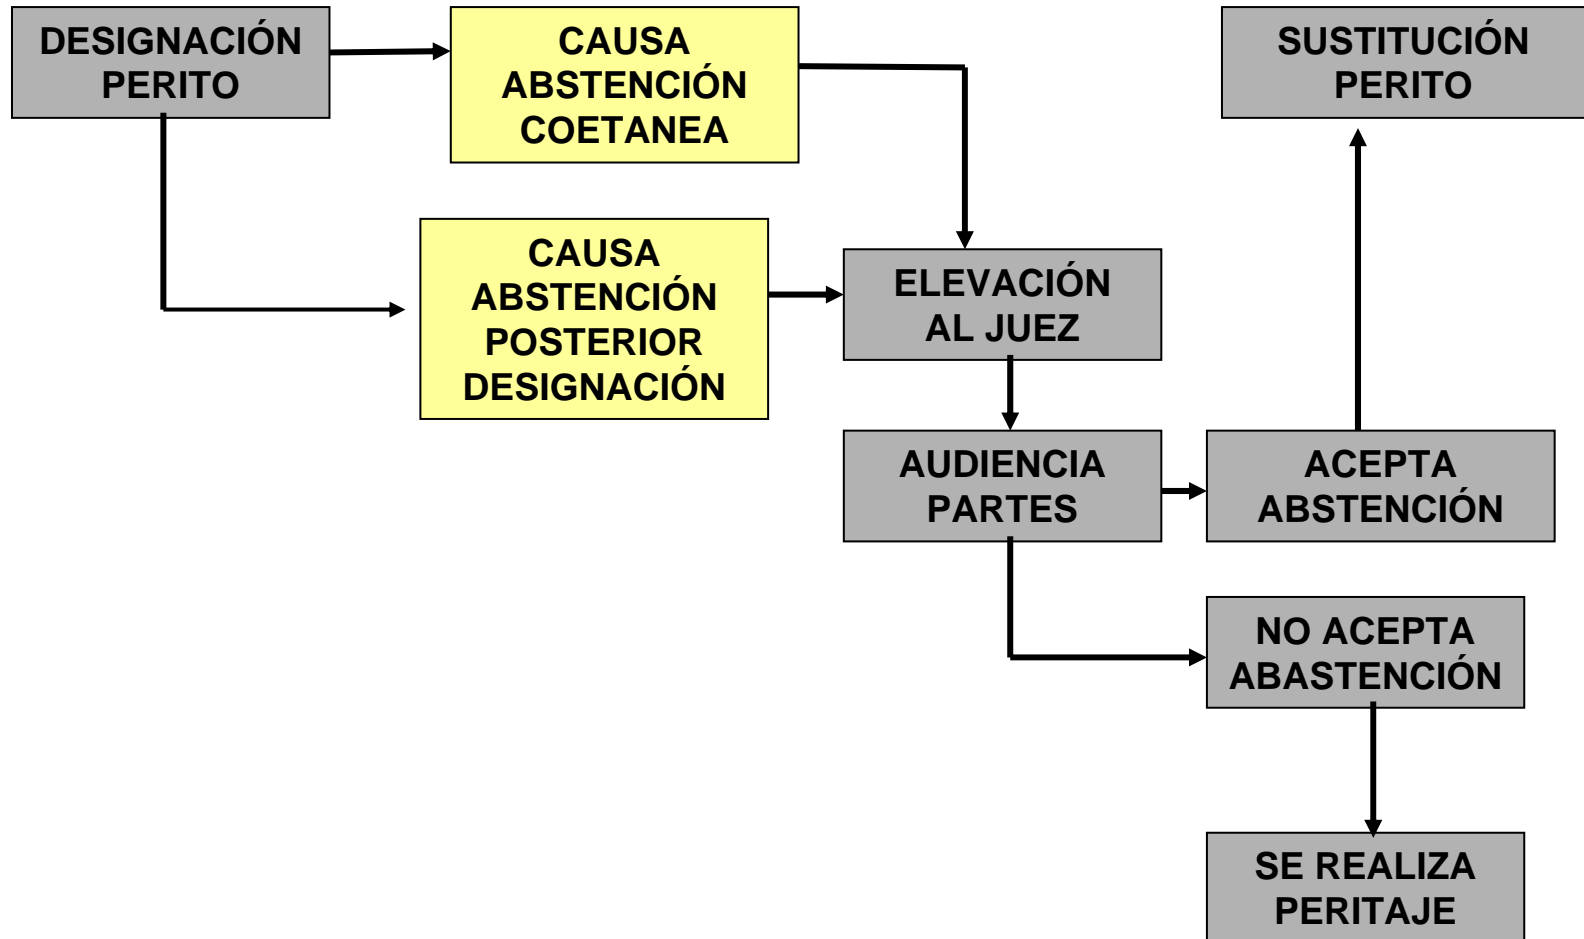 DESIGNACIÓN
PERITO
CAUSA
ABSTENCIÓN
COETANEA
SUSTITUCIÓN
PERITO
CAUSA
ABSTENCIÓN
POSTERIOR
DESIGNACIÓN
ELEVACIÓN
AL JUEZ
AUDIENCIA
PARTES
ACEPTA
ABSTENCIÓN
NO ACEPTA
ABASTENCIÓN
SE REALIZA
PERITAJE